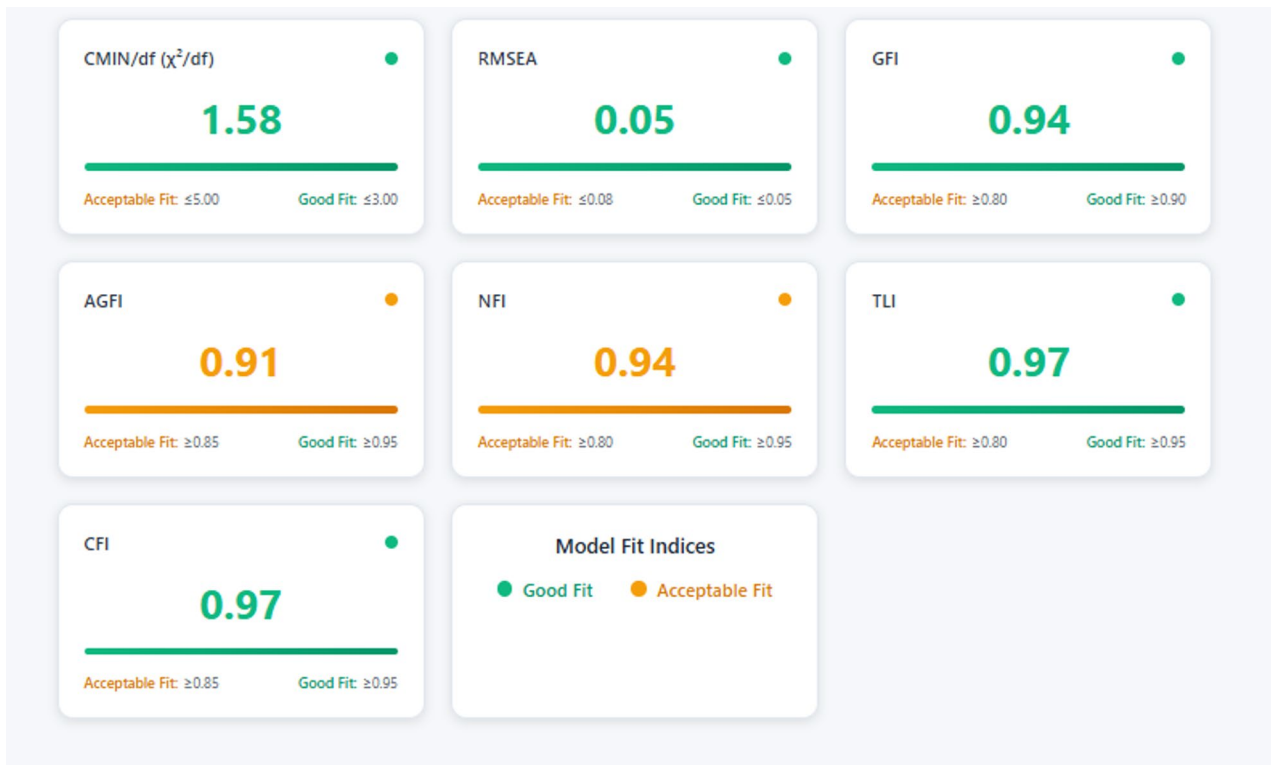 CMIN/df (χ²/df)
1.58
Acceptable Fit: ≤5.00 Good Fit: ≤3.00
RMSEA
0.05
Acceptable Fit: ≤0.08 Good Fit: ≤0.05
GFI
0.94
Acceptable Fit: ≥0.80 Good Fit: ≥0.90
AGFI
0.91
Acceptable Fit: ≥0.85 Good Fit: ≥0.95
NFI
0.94
Acceptable Fit: ≥0.80 Good Fit: ≥0.95
TLI
0.97
Acceptable Fit: ≥0.80 Good Fit: ≥0.95
CFI
0.97
Acceptable Fit: ≥0.85 Good Fit: ≥0.95
Model Fit Indices
Good Fit Acceptable Fit